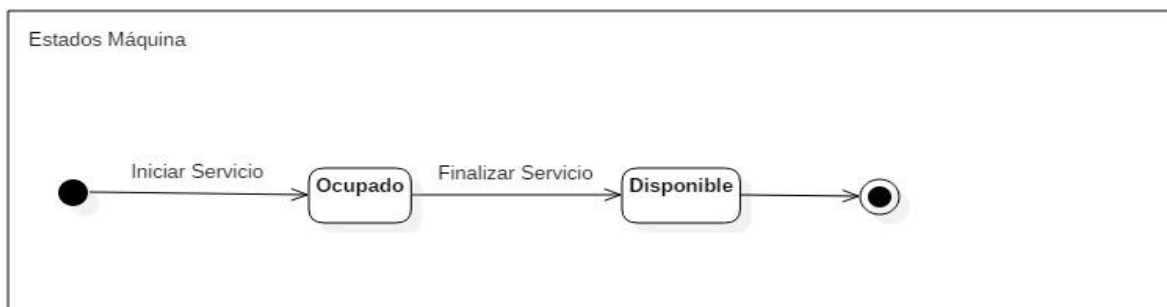 Estados Máquina
Iniciar Servicio
Ocupado
Finalizar Servicio
Disponible